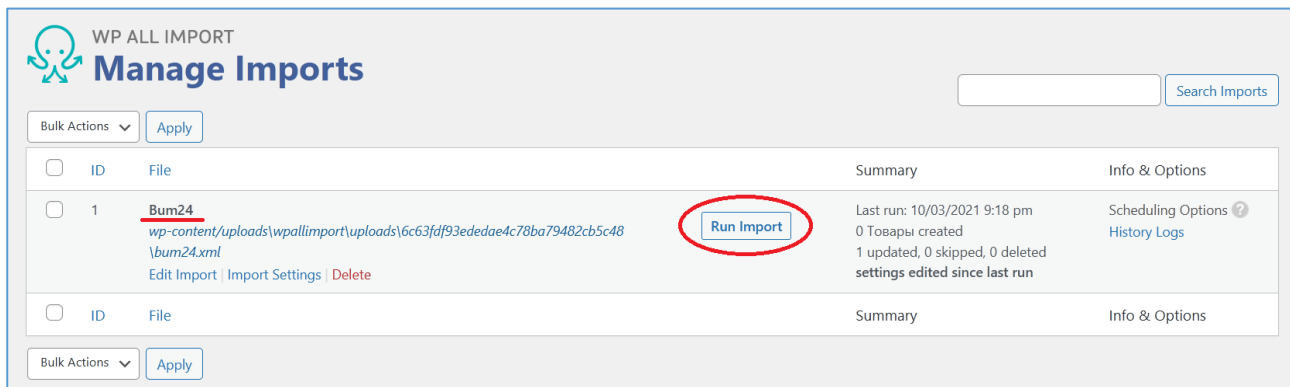 WP ALL IMPORT
Manage Imports
Search Imports
Bulk Actions Apply
ID File Summary Info & Options
1 Bum24 Run Import Last run: 10/03/2021 9:18 pm Scheduling Options ?
wp-content/uploads\wpallimport\uploads\6c63fdf93ededae4c78ba79482cb5c48 0 Товары created History Logs
\bum24.xml 1 updated, 0 skipped, 0 deleted
Edit Import | Import Settings | Delete settings edited since last run
ID File Summary Info & Options
Bulk Actions Apply